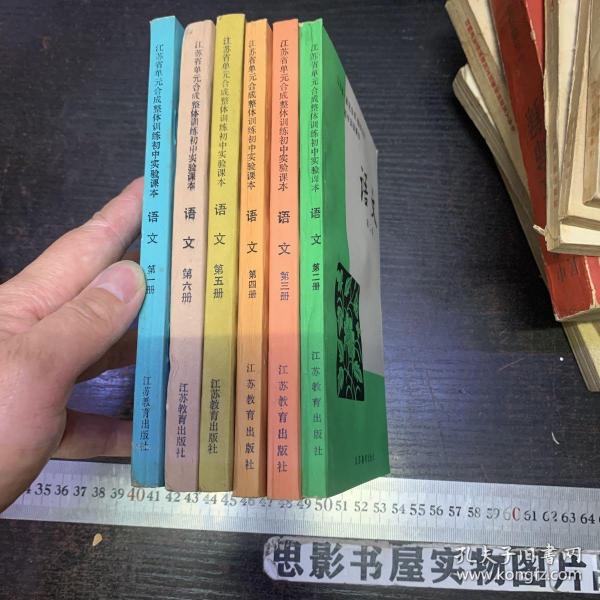 江苏省单元合成整体训练初中实验课本 语文 第一册 江苏教育出版社
江苏省单元合成整体训练初中实验课本 语文 第六册 江苏教育出版社
江苏省单元合成整体训练初中实验课本 语文 第五册 江苏教育出版社
江苏省单元合成整体训练初中实验课本 语文 第四册 江苏教育出版社
江苏省单元合成整体训练初中实验课本 语文 第三册 江苏教育出版社
江苏省单元合成整体训练初中实验课本 语文 第二册 江苏教育出版社
语文
35 36 37 38 39 40 41 42 43 44 45 46 47 48 49 50 51 52 53 54 55 56 57 58 59 60 61 62 63 64
思影书屋实物图片
孔夫子旧书网
www.kongfz.com